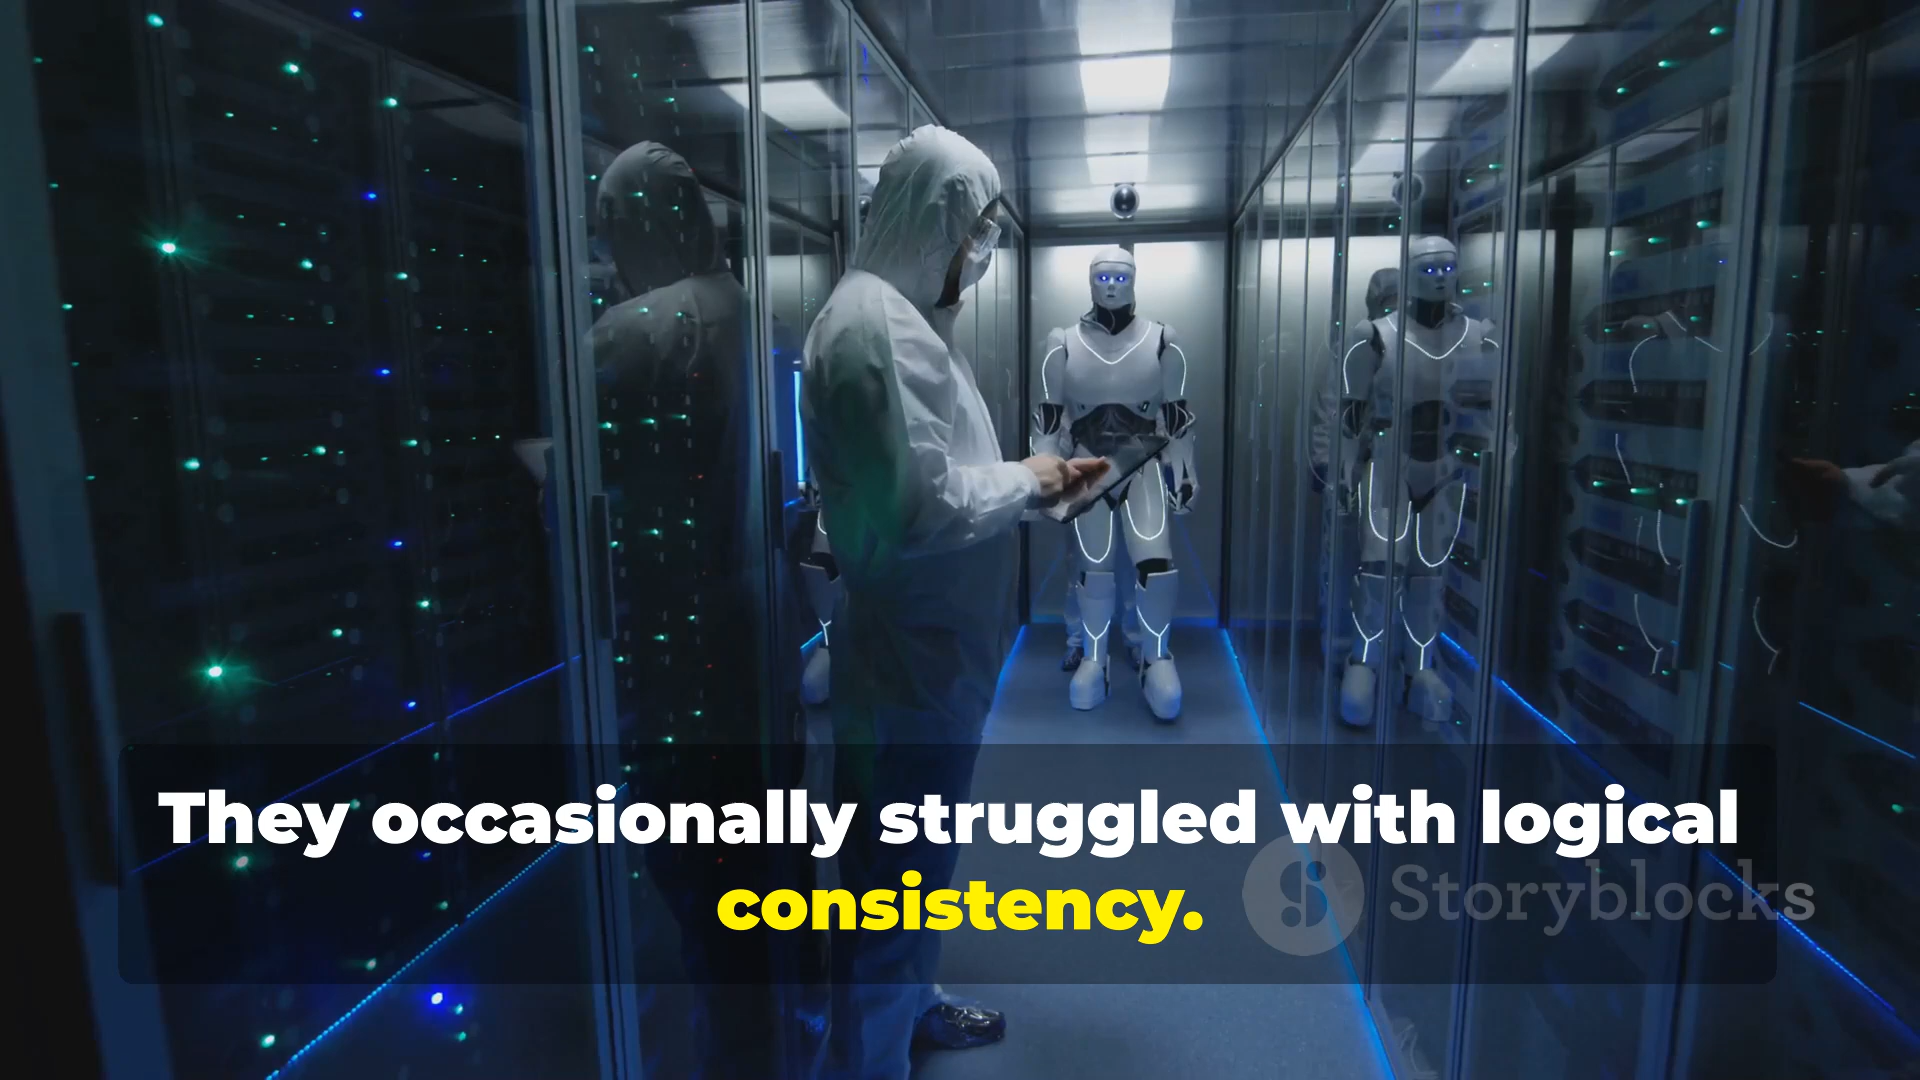 They occasionally struggled with logical
consistency.
Storyblocks